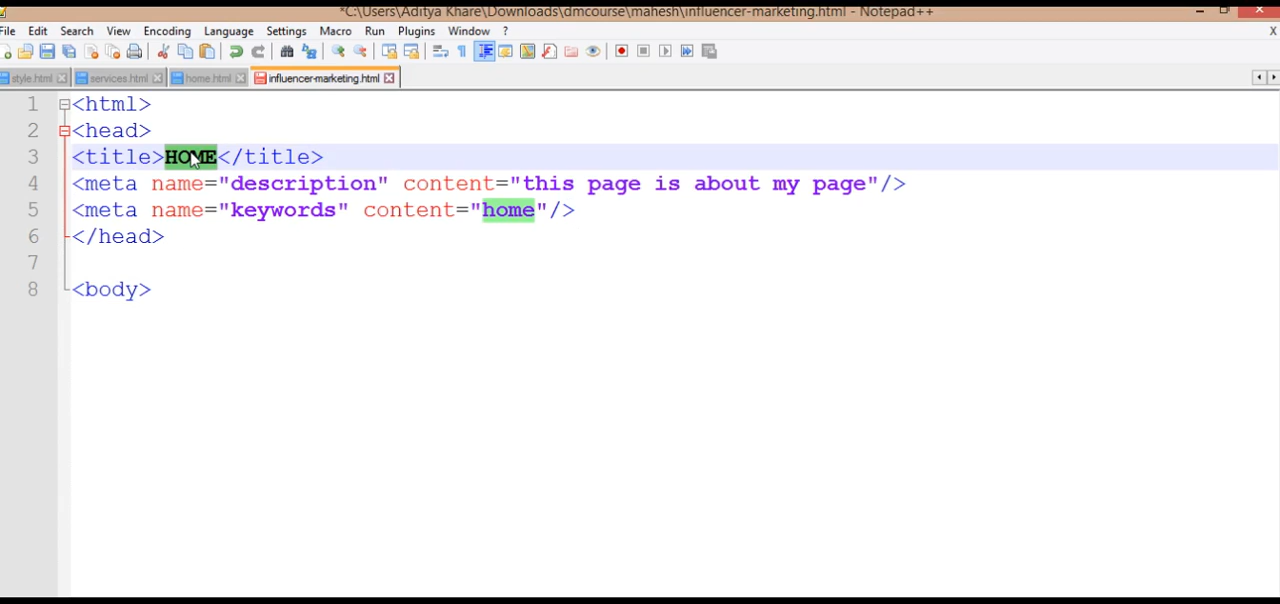 *C:\Users\Aditya Khare\Downloads\dmcourse\mahesh\influencer-marketing.html - Notepad++
File Edit Search View Encoding Language Settings Macro Run Plugins Window ? X
style.html services.html home.html influencer-marketing.html
1 <html>
2 <head>
3 <title>HOME</title>
4 <meta name="description" content="this page is about my page"/>
5 <meta name="keywords" content="home"/>
6 </head>
7
8 <body>